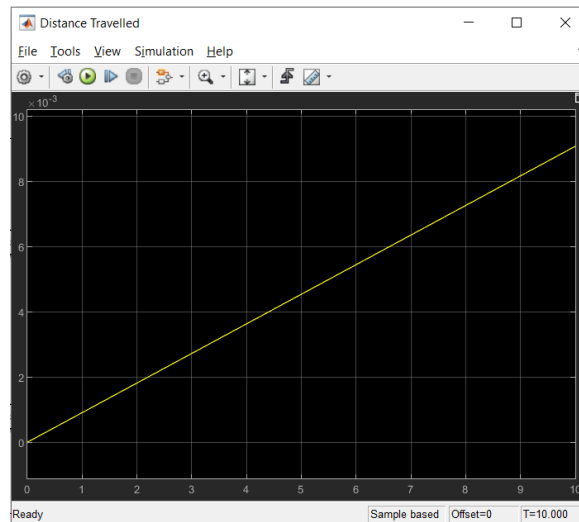 Distance Travelled
File Tools View Simulation Help
×10⁻³
10
8
6
4
2
0
0 1 2 3 4 5 6 7 8 9 10
Ready Sample based Offset=0 T=10.000